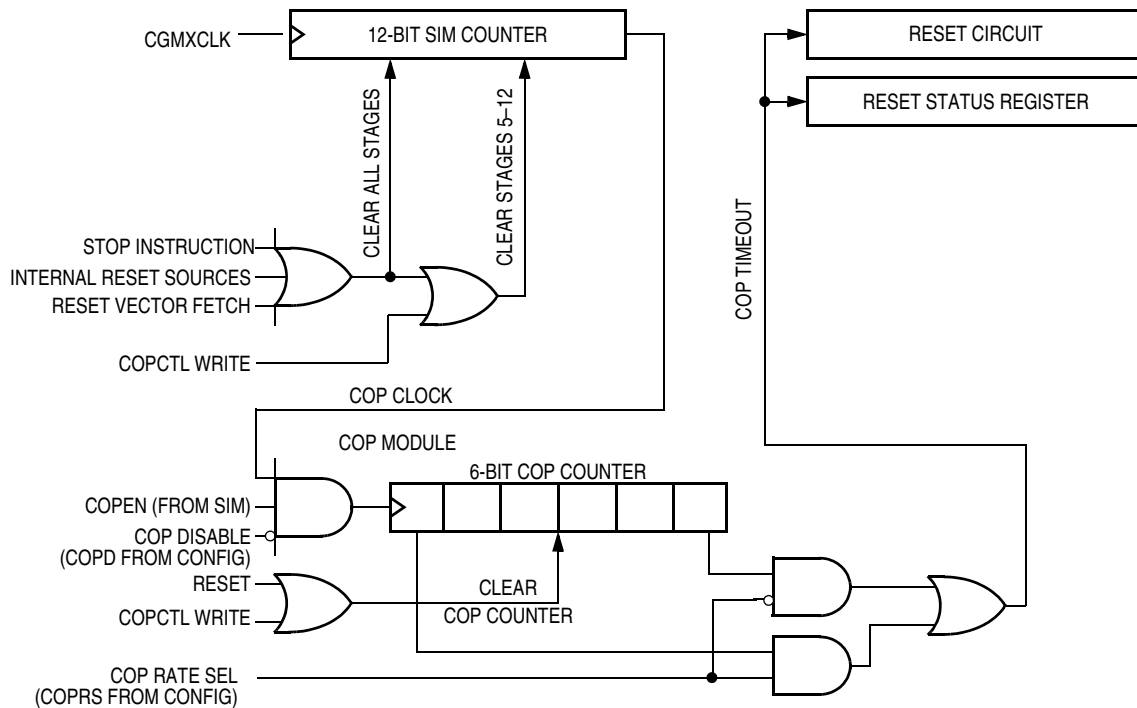 CGMXCLK
12-BIT SIM COUNTER
RESET CIRCUIT
RESET STATUS REGISTER
CLEAR ALL STAGES
CLEAR STAGES 5–12
COP TIMEOUT
STOP INSTRUCTION
INTERNAL RESET SOURCES
RESET VECTOR FETCH
COPCTL WRITE
COP CLOCK
COP MODULE
6-BIT COP COUNTER
COPEN (FROM SIM)
COP DISABLE
(COPD FROM CONFIG)
RESET
COPCTL WRITE
CLEAR
COP COUNTER
COP RATE SEL
(COPRS FROM CONFIG)